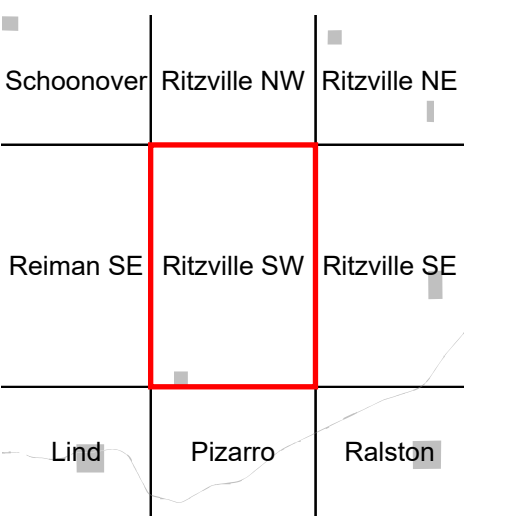 Schoonover
Ritzville NW
Ritzville NE
Reiman SE
Ritzville SW
Ritzville SE
Lind
Pizarro
Ralston